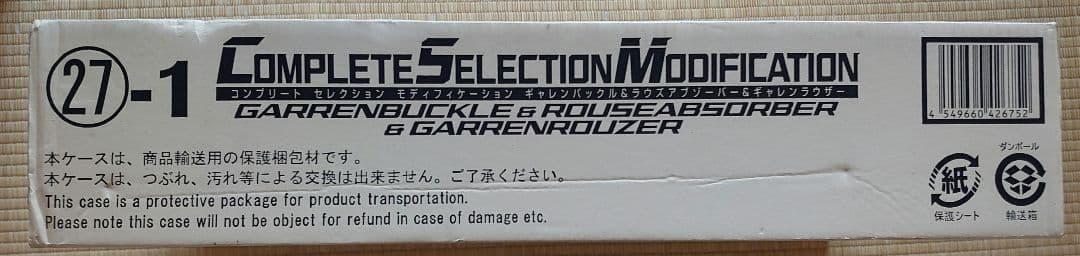 ㉗-1
COMPLETE SELECTION MODIFICATION
コンプリート セレクション モディフィケーション ギャレンバックル&ラウズアブゾーバー&ギャレンラウザー
GARRENBUCKLE & ROUSEABSORBER
& GARRENROUZER
本ケースは、商品輸送用の保護梱包材です。
本ケースは、つぶれ、汚れ等による交換は出来ません。ご了承ください。
This case is a protective package for product transportation.
Please note this case will not be object for refund in case of damage etc.
4 549660 426752
紙
保護シート
ダンボール
輸送箱